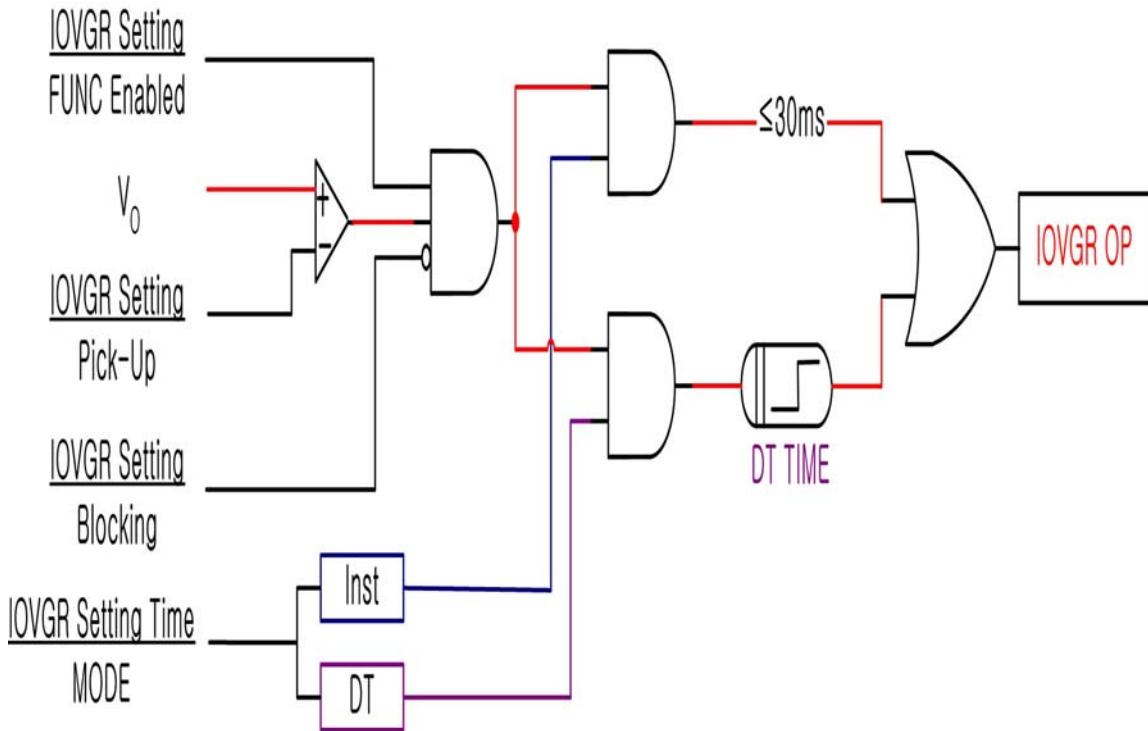 IOVGR Setting
FUNC Enabled
V0
IOVGR Setting
Pick-Up
IOVGR Setting
Blocking
IOVGR Setting Time
MODE
Inst
DT
+
-
≤30ms
DT TIME
IOVGR OP